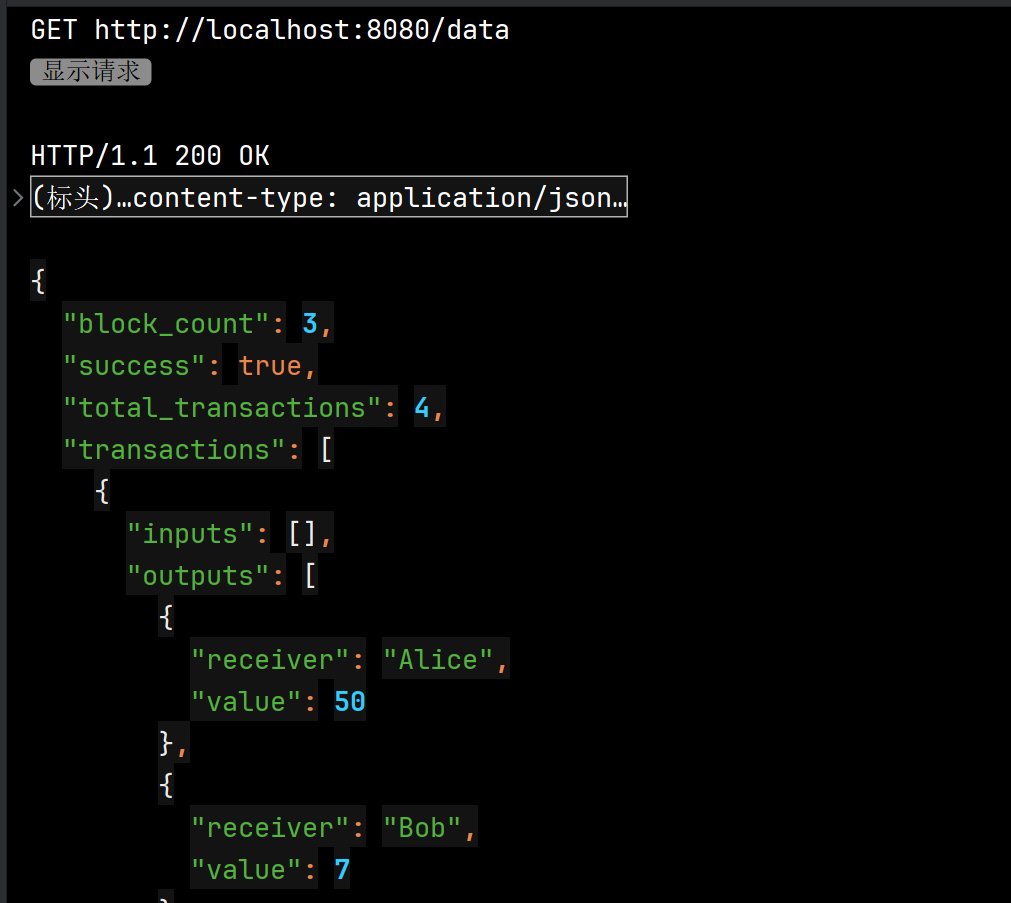 GET http://localhost:8080/data
显示请求
HTTP/1.1 200 OK
(标头)…content-type: application/json…
{
"block_count": 3,
"success": true,
"total_transactions": 4,
"transactions": [
{
"inputs": [],
"outputs": [
{
"receiver": "Alice",
"value": 50
},
{
"receiver": "Bob",
"value": 7
}